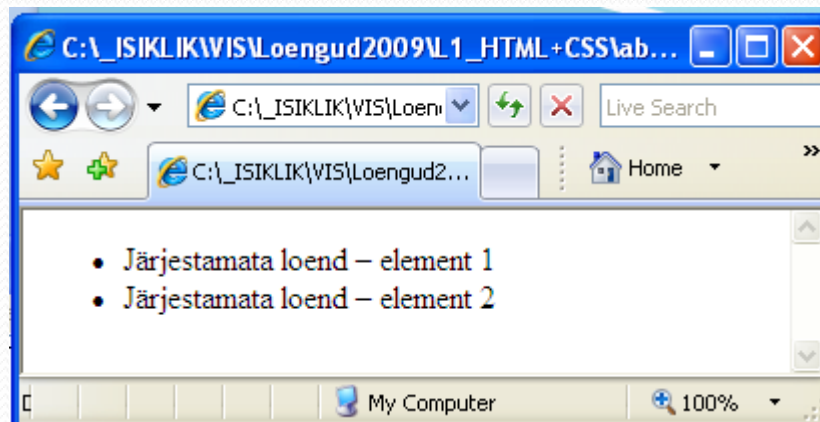 C:\_ISIKLIK\VIS\Loengud2009\L1_HTML+CSS\ab...
C:\_ISIKLIK\VIS\Loen
Live Search
C:\_ISIKLIK\VIS\Loengud2...
Home
»
• Järjestamata loend – element 1
• Järjestamata loend – element 2
My Computer
100%